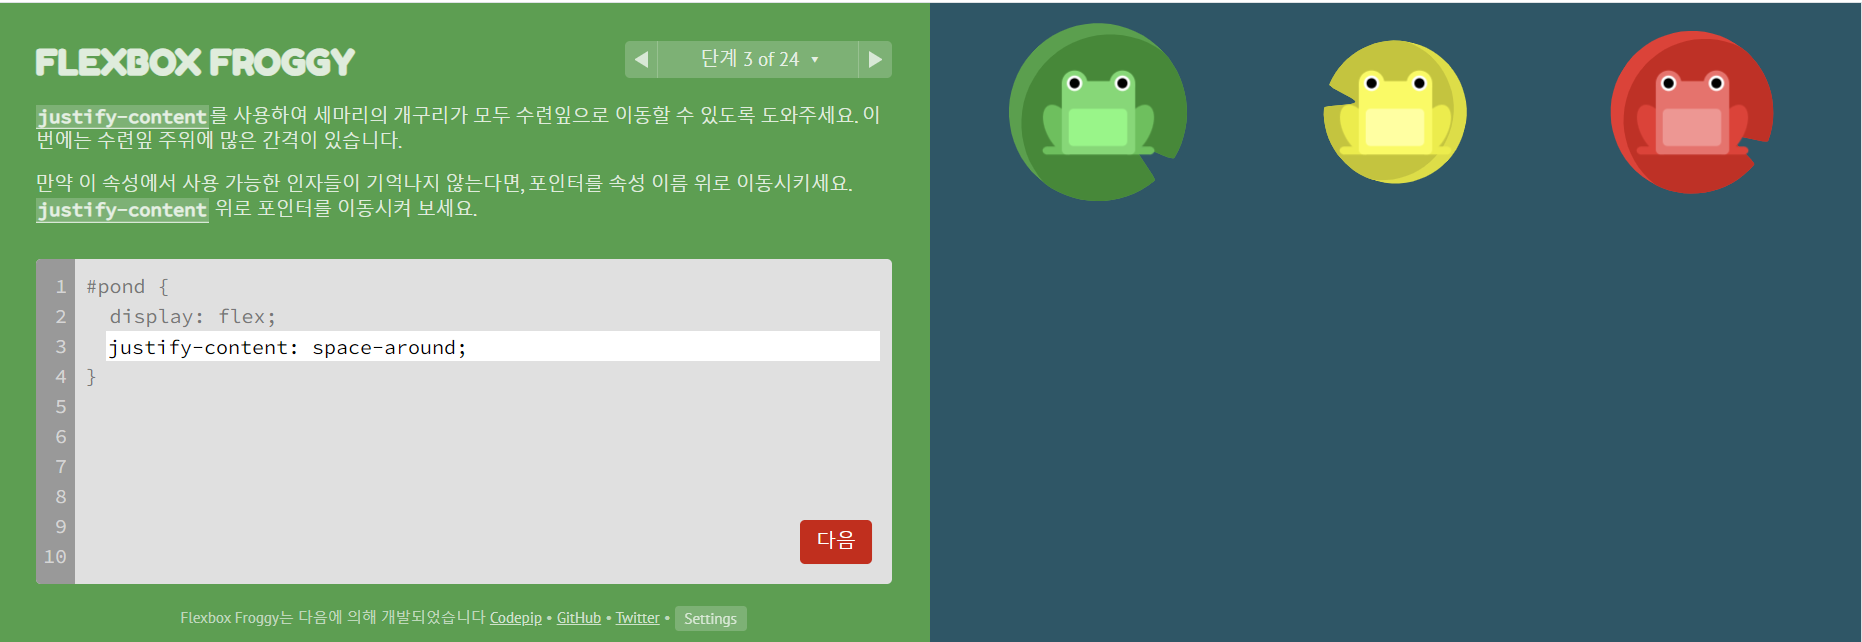 FLEXBOX FROGGY
단계 3 of 24 ▼
justify-content를 사용하여 세마리의 개구리가 모두 수련잎으로 이동할 수 있도록 도와주세요. 이
번에는 수련잎 주위에 많은 간격이 있습니다.
만약 이 속성에서 사용 가능한 인자들이 기억나지 않는다면, 포인터를 속성 이름 위로 이동시키세요.
justify-content 위로 포인터를 이동시켜 보세요.
1 #pond {
2 display: flex;
3 justify-content: space-around;
4 }
5
6
7
8
9
10
다음
Flexbox Froggy는 다음에 의해 개발되었습니다 Codepip • GitHub • Twitter • Settings